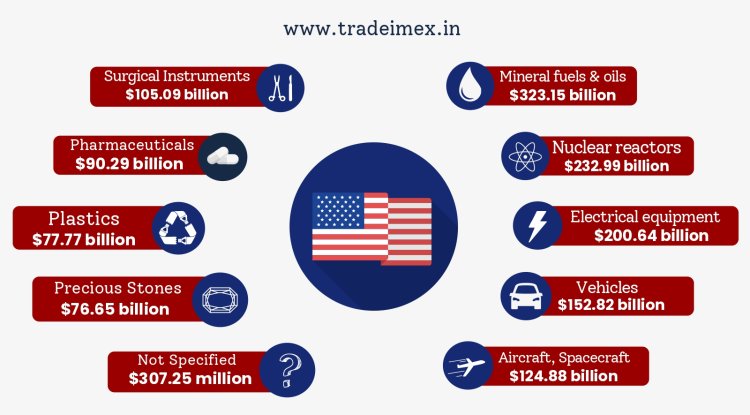 www.tradeimex.in
Surgical Instruments
$105.09 billion
Pharmaceuticals
$90.29 billion
Plastics
$77.77 billion
Precious Stones
$76.65 billion
Not Specified
$307.25 million
?
Mineral fuels & oils
$323.15 billion
Nuclear reactors
$232.99 billion
Electrical equipment
$200.64 billion
Vehicles
$152.82 billion
Aircraft, Spacecraft
$124.88 billion